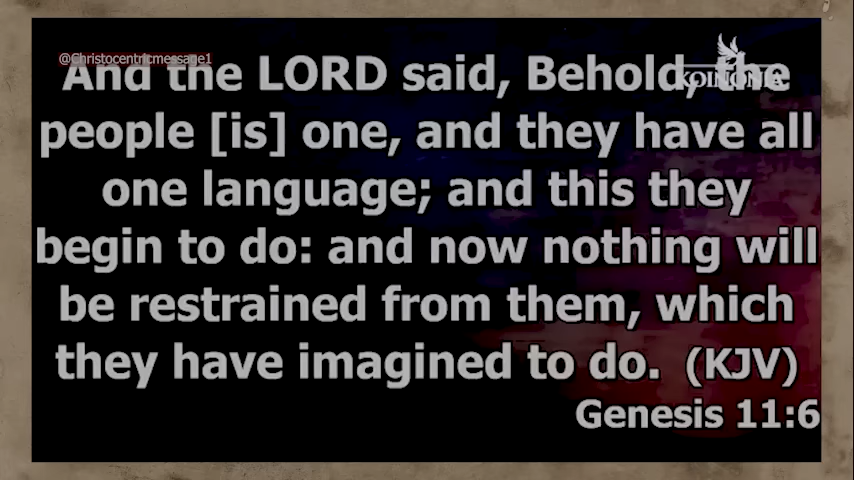 @Christocentricmessage1
KOINONIA
And the LORD said, Behold, the
people [is] one, and they have all
one language; and this they
begin to do: and now nothing will
be restrained from them, which
they have imagined to do. (KJV)
Genesis 11:6